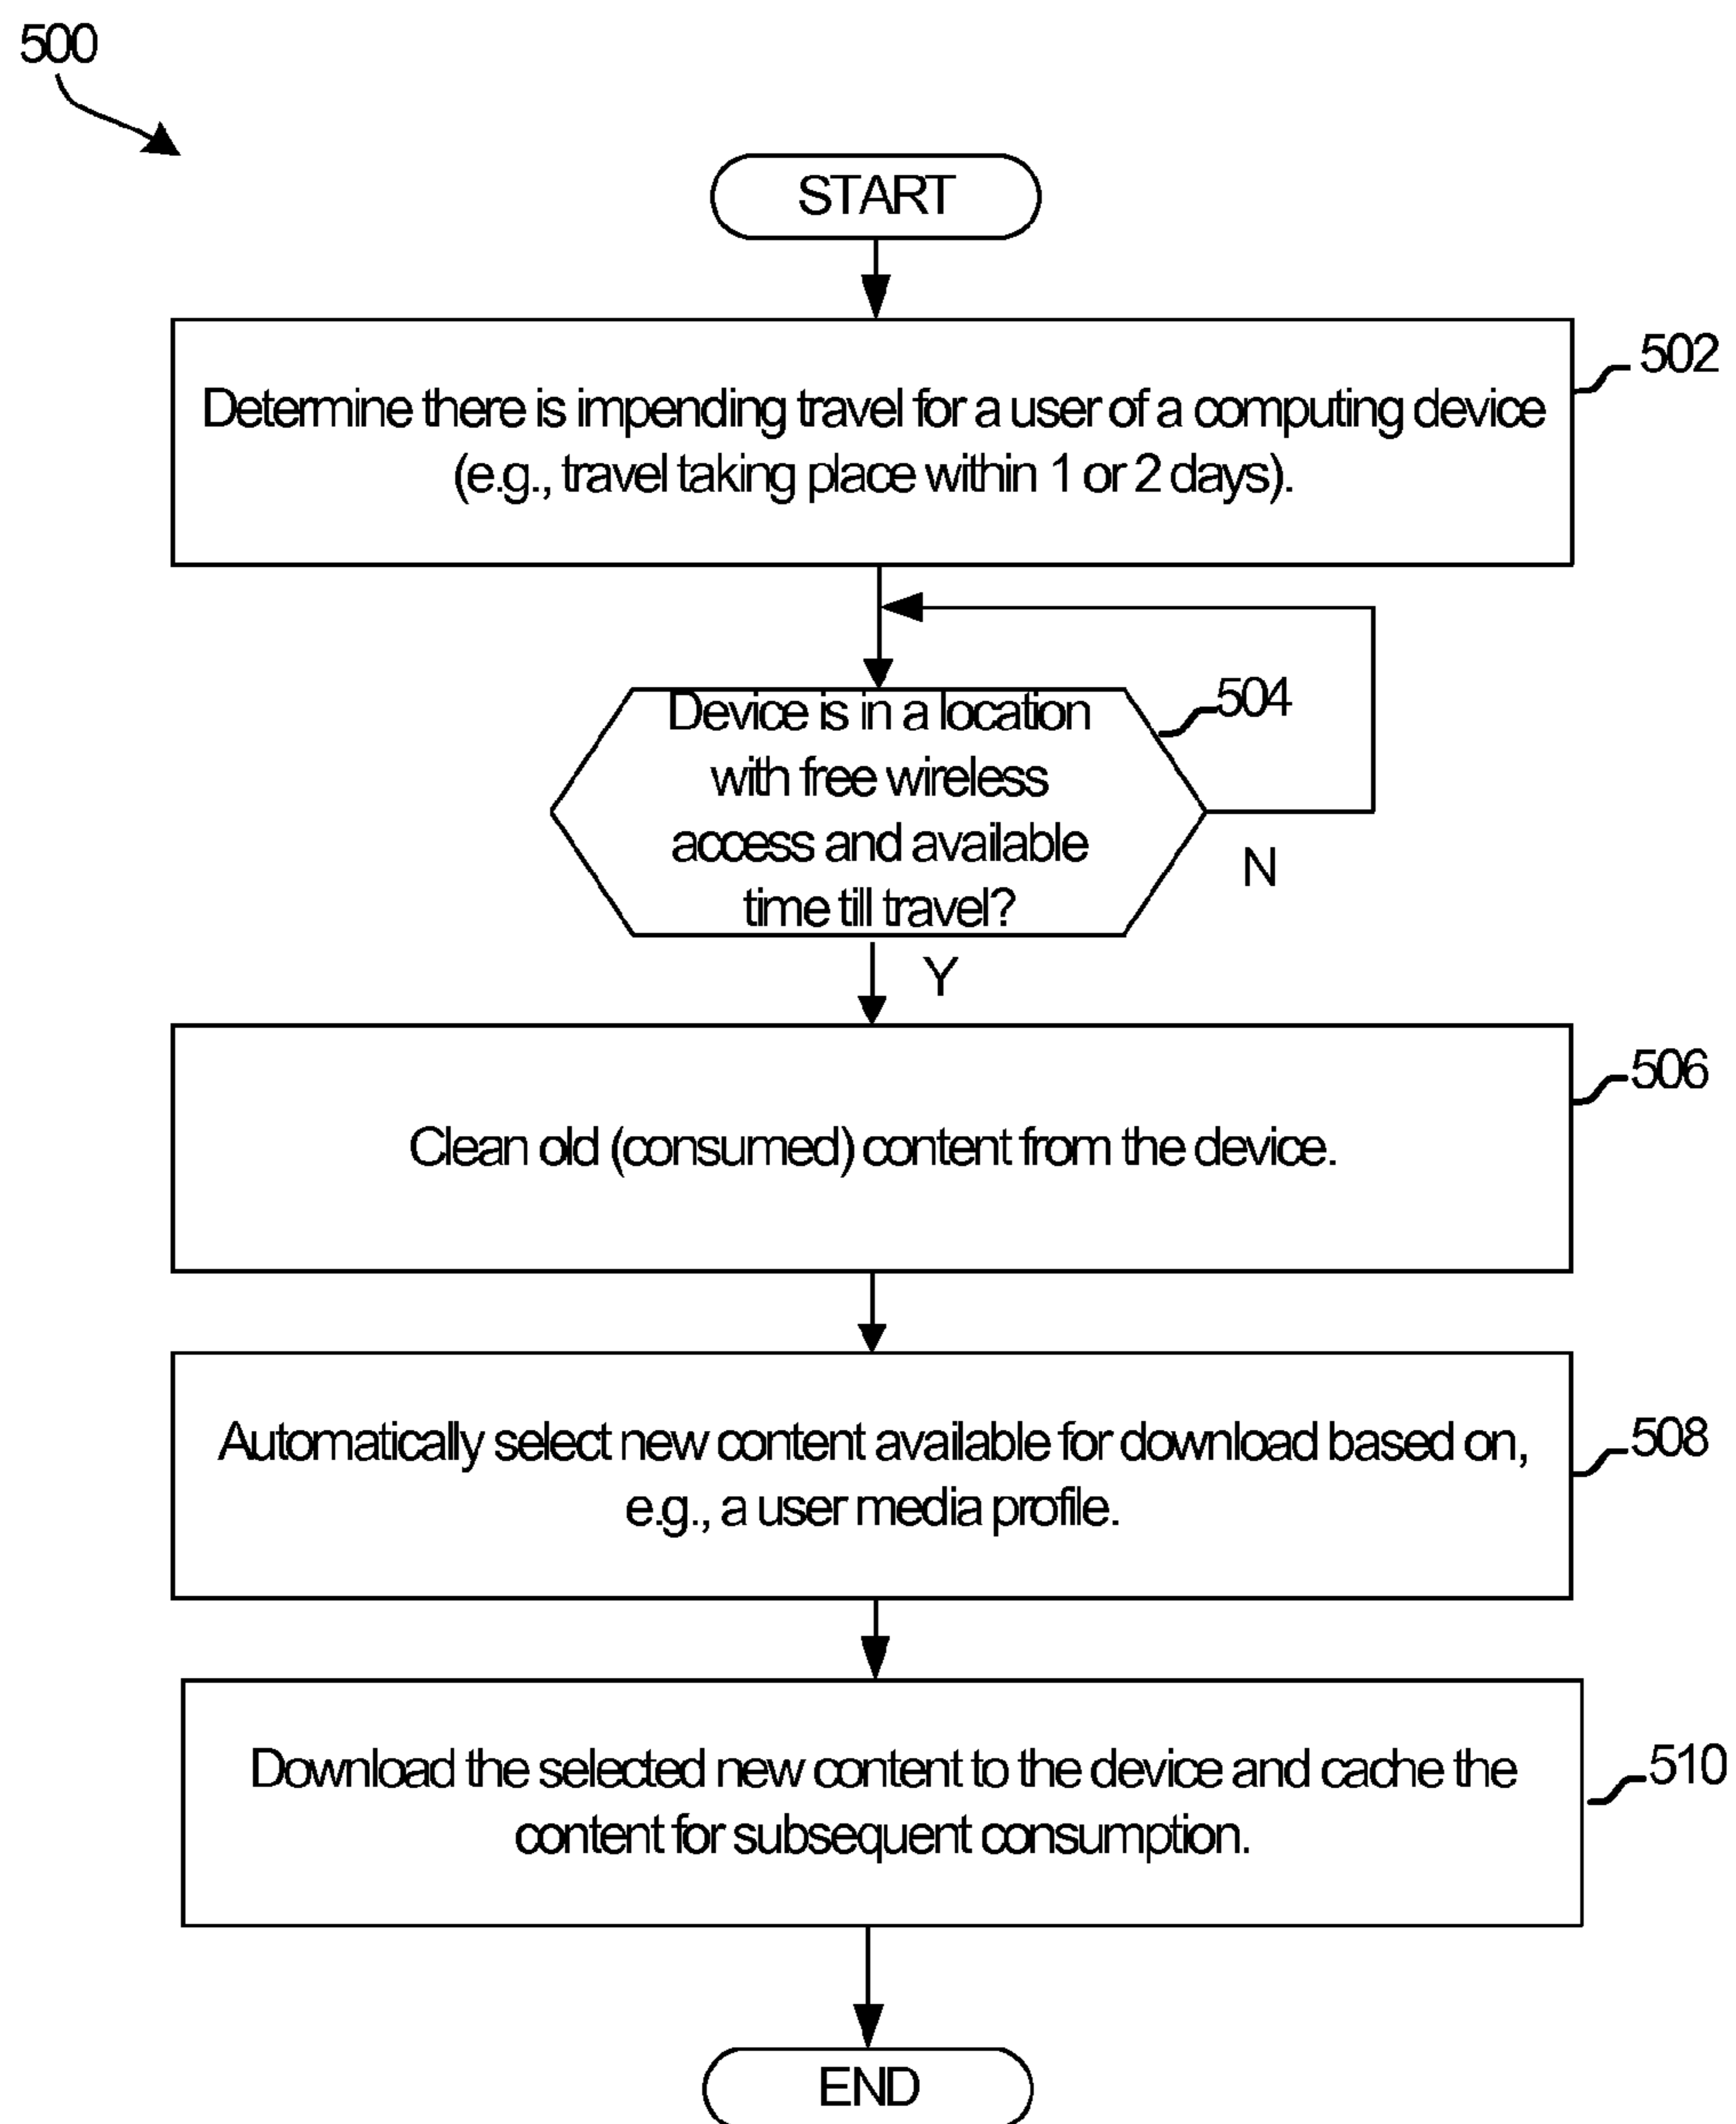 500
START
502
Determine there is impending travel for a user of a computing device
(e.g., travel taking place within 1 or 2 days).
504
Device is in a location
with free wireless
access and available
time till travel?
N
Y
506
Clean old (consumed) content from the device.
508
Automatically select new content available for download based on,
e.g., a user media profile.
510
Download the selected new content to the device and cache the
content for subsequent consumption.
END